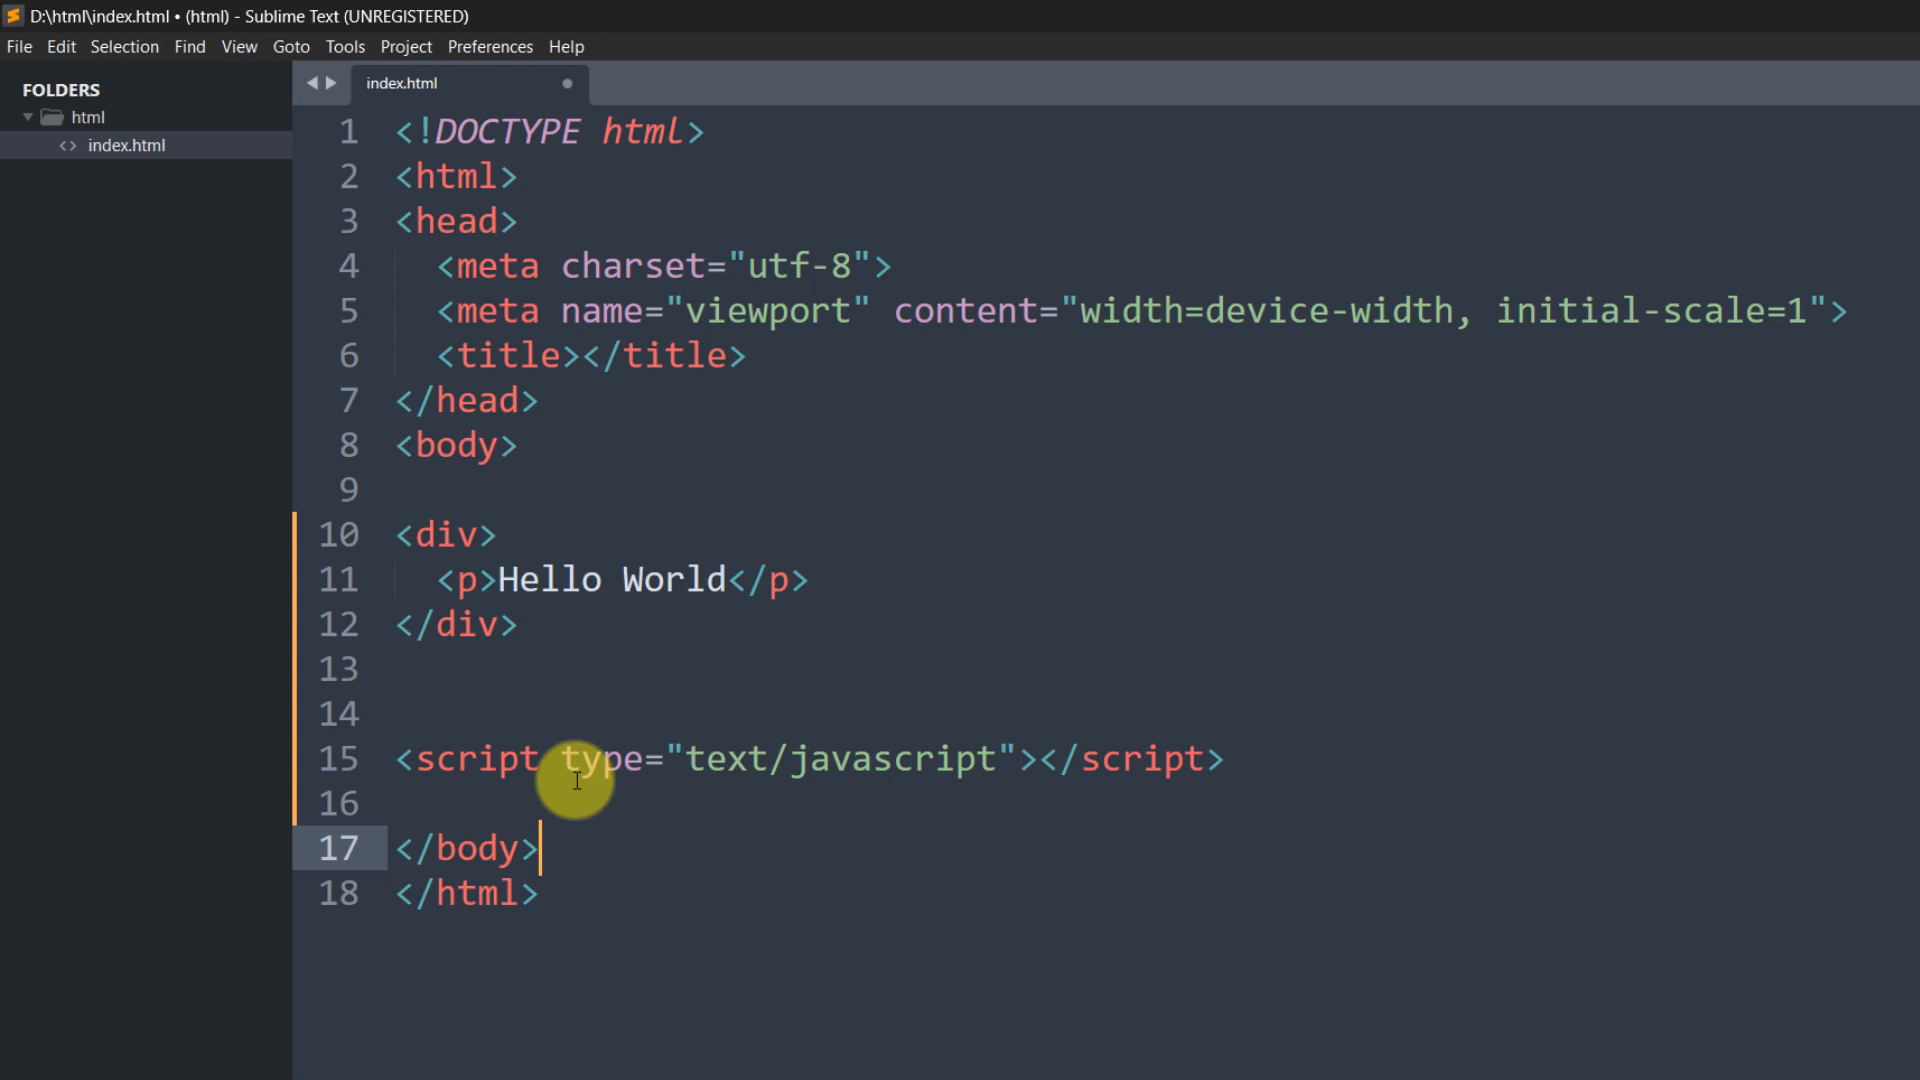 D:\html\index.html • (html) - Sublime Text (UNREGISTERED)
File Edit Selection Find View Goto Tools Project Preferences Help
FOLDERS
html
index.html
index.html
1 <!DOCTYPE html>
2 <html>
3 <head>
4   <meta charset="utf-8">
5   <meta name="viewport" content="width=device-width, initial-scale=1">
6   <title></title>
7 </head>
8 <body>
9
10 <div>
11   <p>Hello World</p>
12 </div>
13
14
15 <script type="text/javascript"></script>
16
17 </body>
18 </html>